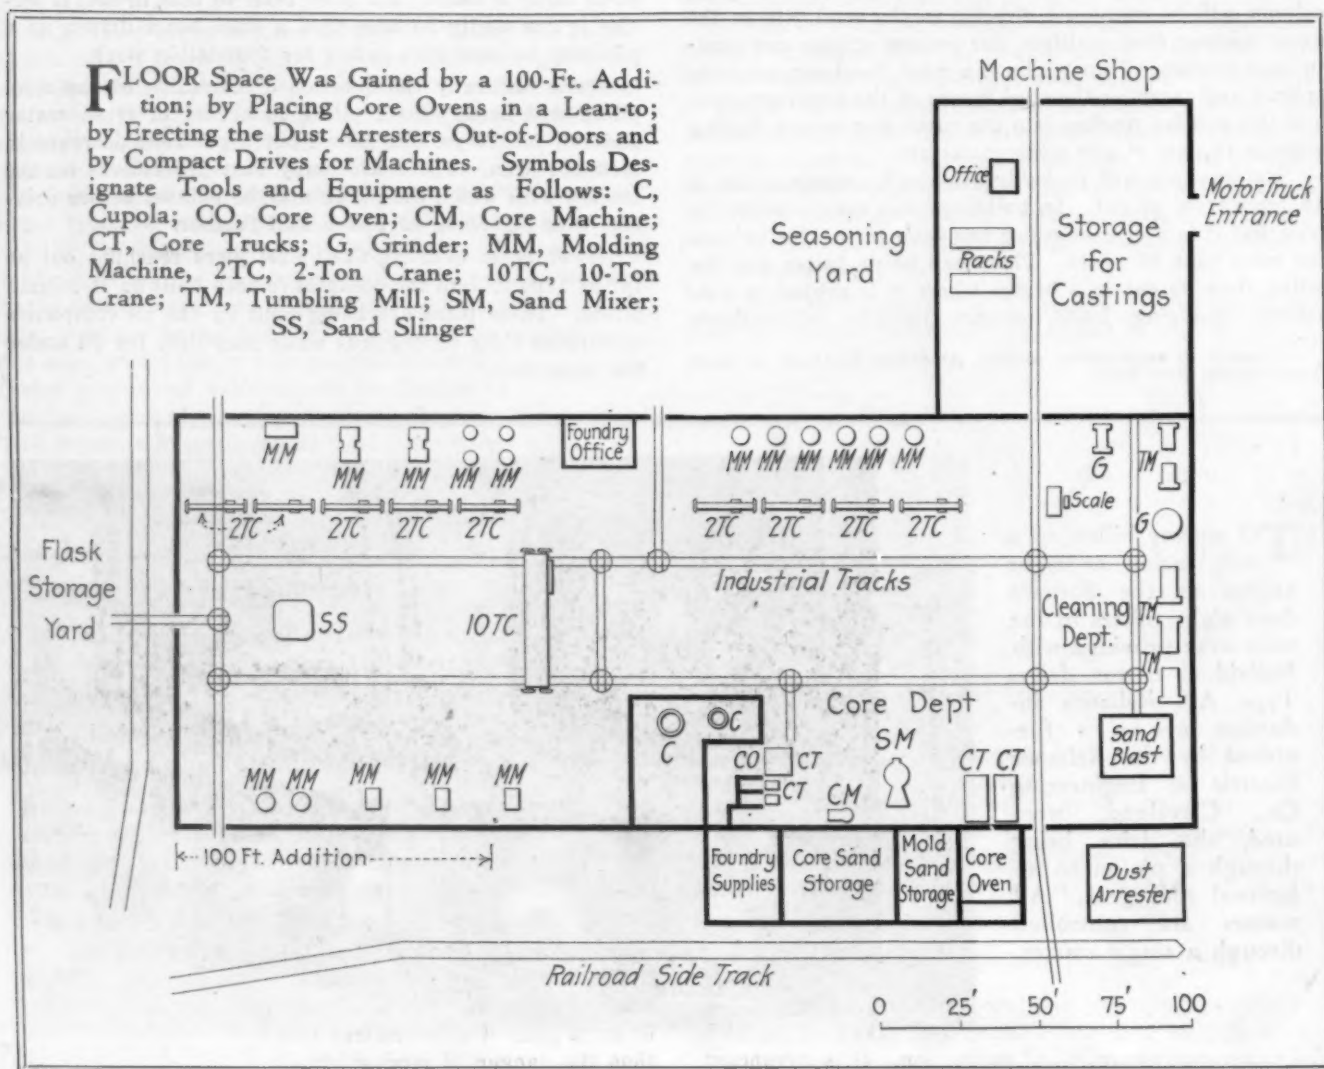 FLOOR Space Was Gained by a 100-Ft. Addi-
tion; by Placing Core Ovens in a Lean-to;
by Erecting the Dust Arresters Out-of-Doors and
by Compact Drives for Machines. Symbols Des-
ignate Tools and Equipment as Follows: C,
Cupola; CO, Core Oven; CM, Core Machine;
CT, Core Trucks; G, Grinder; MM, Molding
Machine, 2TC, 2-Ton Crane; 10TC, 10-Ton
Crane; TM, Tumbling Mill; SM, Sand Mixer;
SS, Sand Slinger
Machine Shop
Office
Motor Truck
Entrance
Seasoning
Yard
Racks
Storage
for
Castings
Foundry
Office
MM
MM
MM
MM
MM
MM
MM
MM
MM
MM
MM
G
TM
Scale
G
2TC
2TC
2TC
2TC
2TC
2TC
2TC
2TC
Flask
Storage
Yard
Industrial Tracks
SS
10TC
Cleaning
Dept.
TM
TM
Core Dept
C
C
CO
CT
CT
SM
CM
CT
CT
Sand
Blast
MM
MM
MM
MM
MM
100 Ft. Addition
Foundry
Supplies
Core Sand
Storage
Mold
Sand
Storage
Core
Oven
Dust
Arrester
Railroad Side Track
0 25' 50' 75' 100